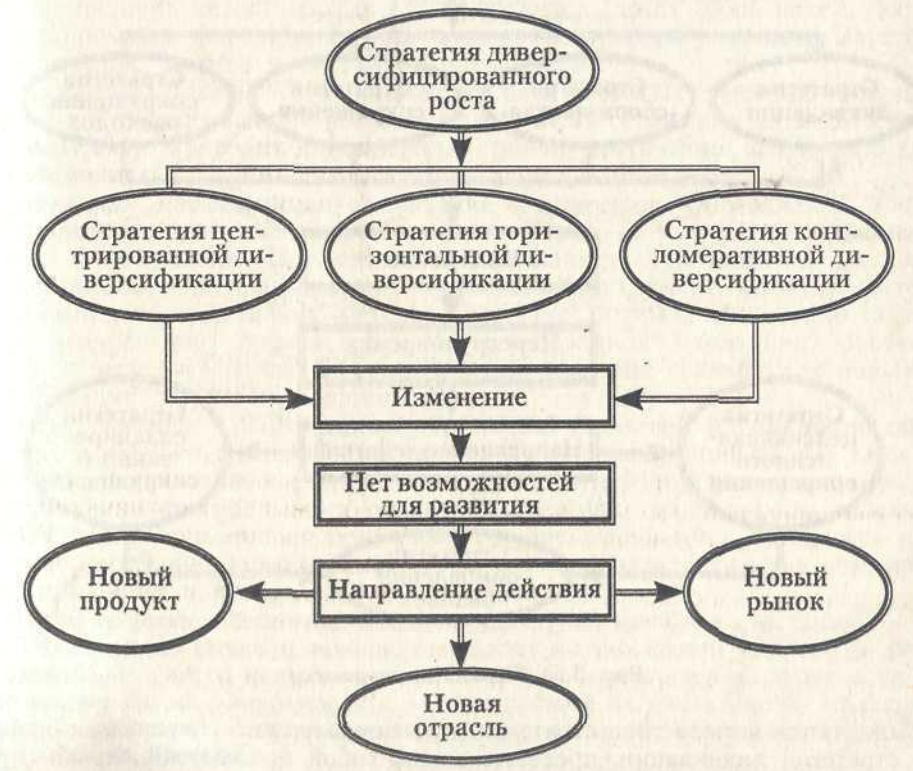 Стратегия дивер-
сифицированного
роста
Стратегия цен-
трированной ди-
версификации
Стратегия гори-
зонтальной ди-
версификации
Стратегия конг-
ломеративной ди-
версификации
Изменение
Нет возможностей
для развития
Новый
продукт
Направление действия
Новый
рынок
Новая
отрасль